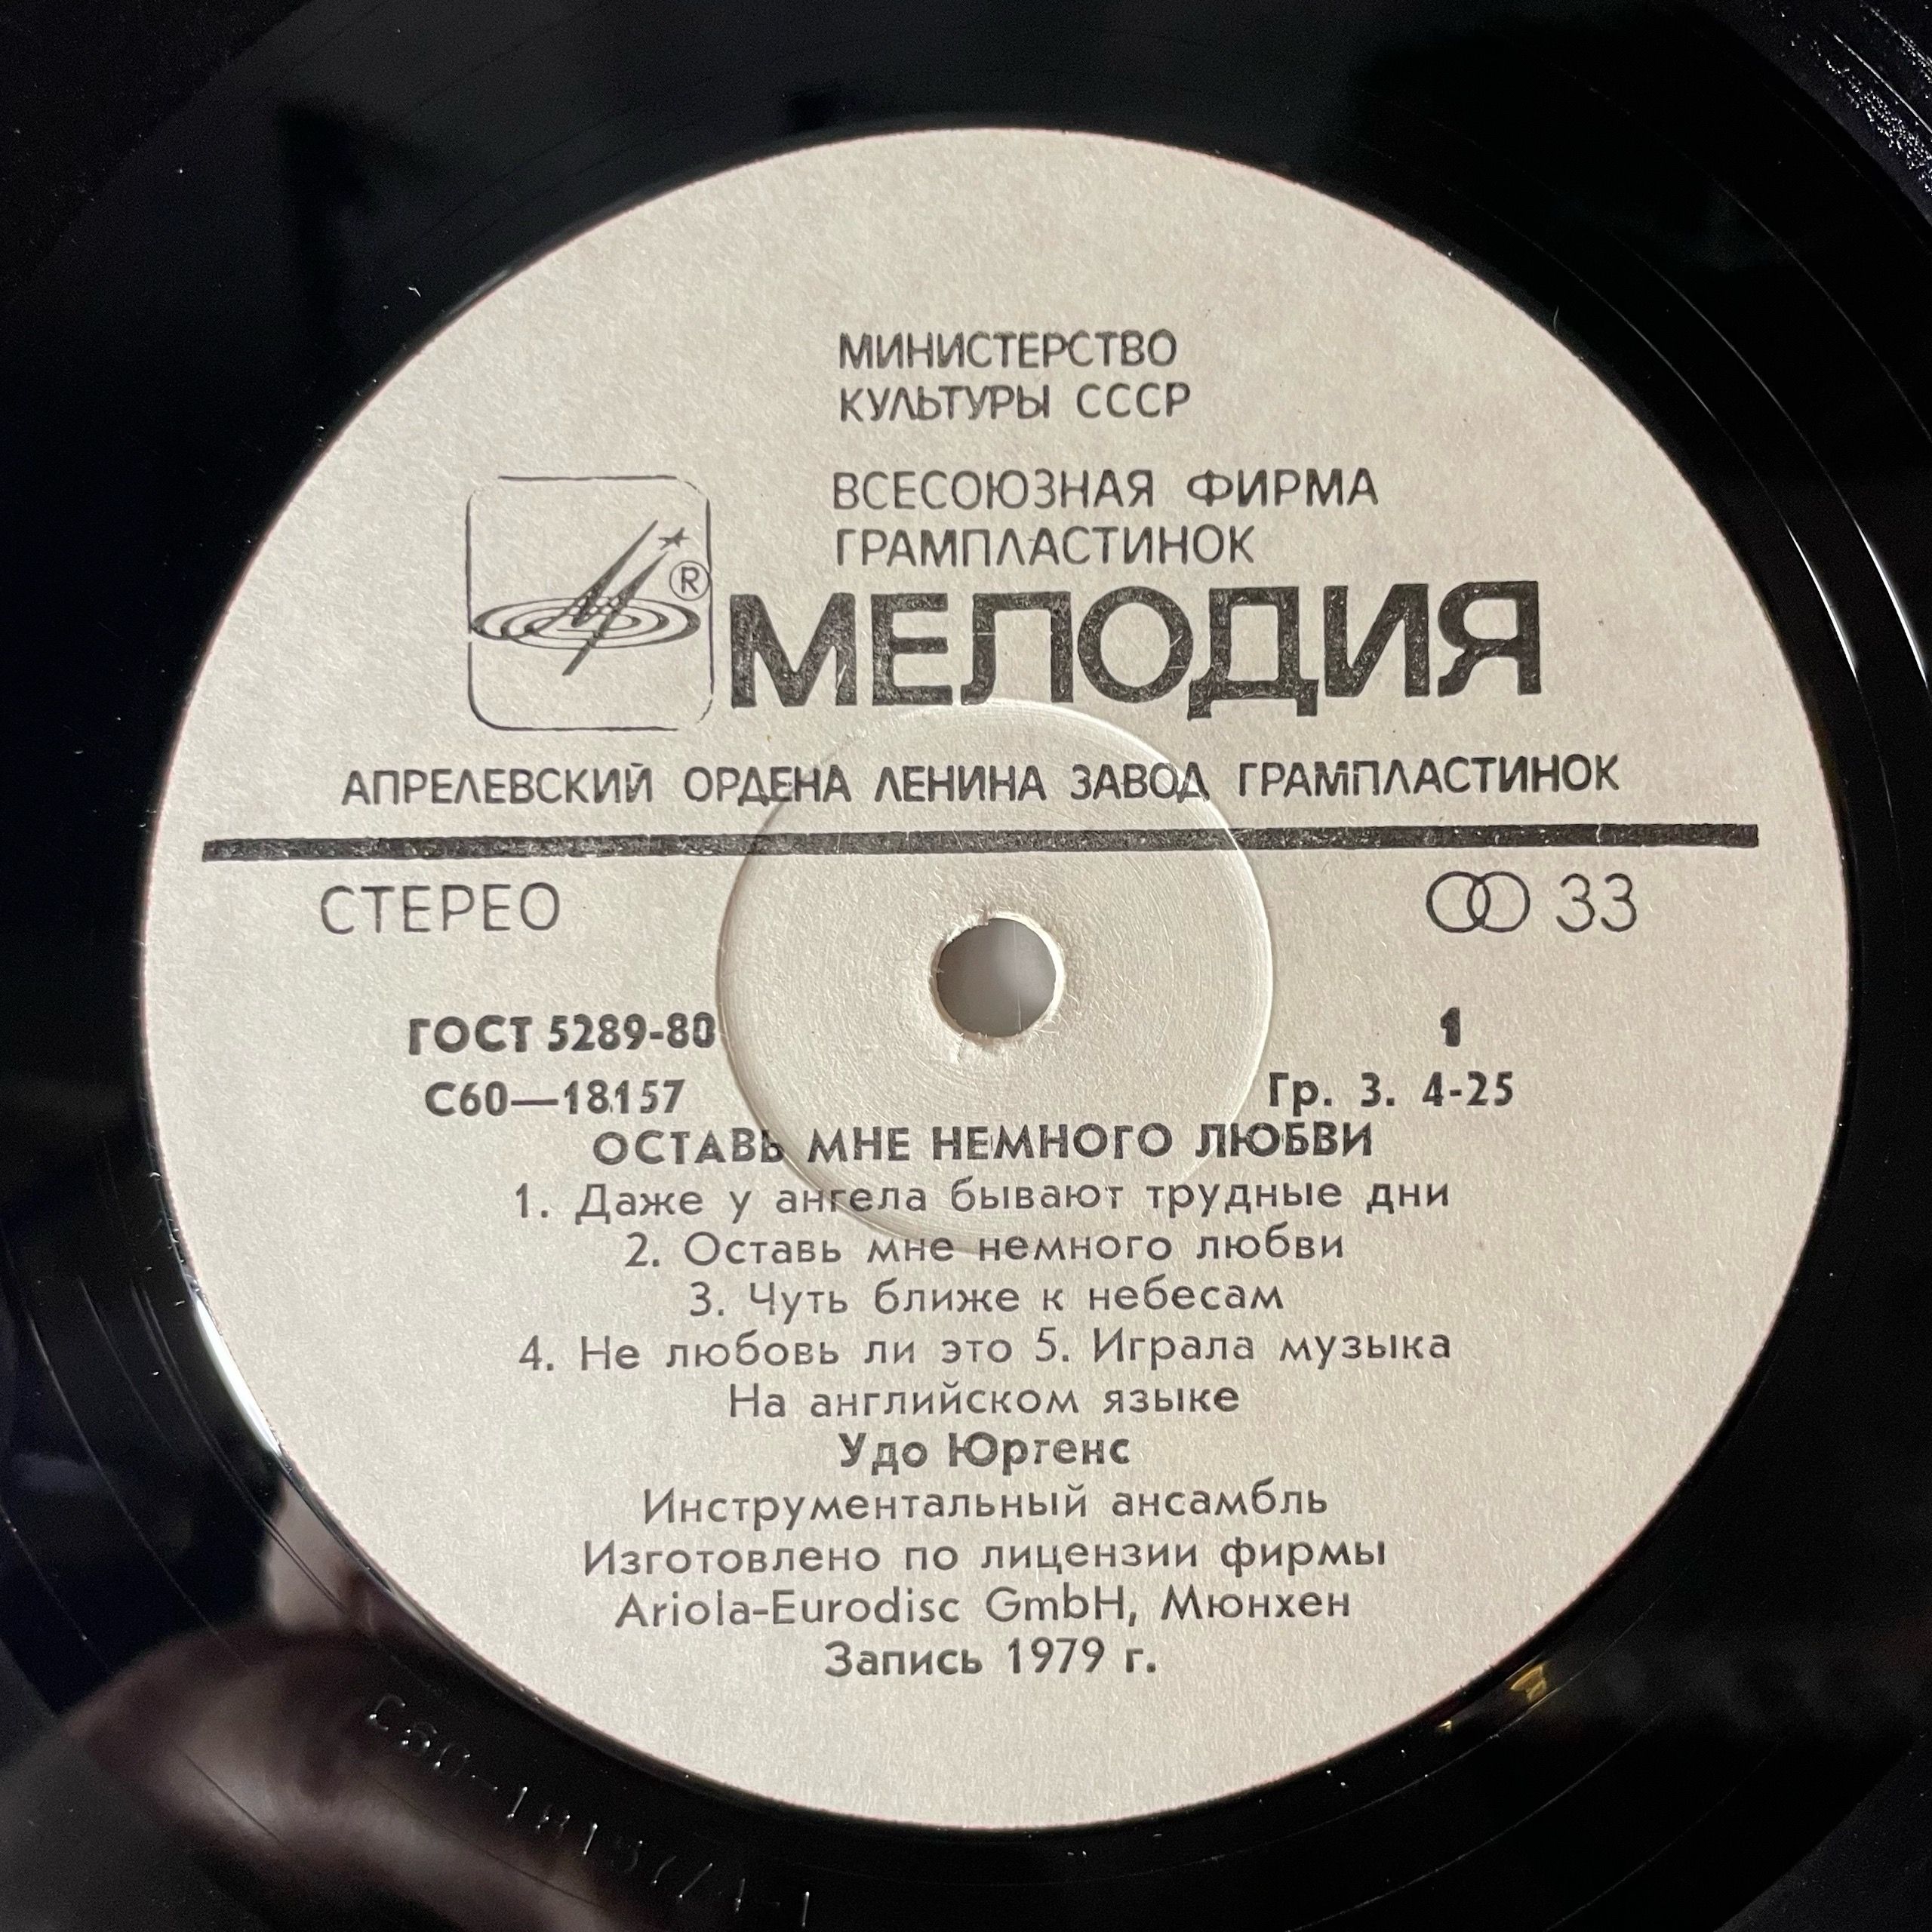 МИНИСТЕРСТВО
КУЛЬТУРЫ СССР
ВСЕСОЮЗНАЯ ФИРМА
ГРАМПЛАСТИНОК
® МЕЛОДИЯ
АПРЕЛЕВСКИЙ ОРДЕНА ЛЕНИНА ЗАВОД ГРАМПЛАСТИНОК
СТЕРЕО 33
ГОСТ 5289-80 1
С60—18157 Гр. 3. 4-25
ОСТАВЬ МНЕ НЕМНОГО ЛЮБВИ
1. Даже у ангела бывают трудные дни
2. Оставь мне немного любви
3. Чуть ближе к небесам
4. Не любовь ли это 5. Играла музыка
На английском языке
Удо Юргенс
Инструментальный ансамбль
Изготовлено по лицензии фирмы
Ariola-Eurodisc GmbH, Мюнхен
Запись 1979 г.